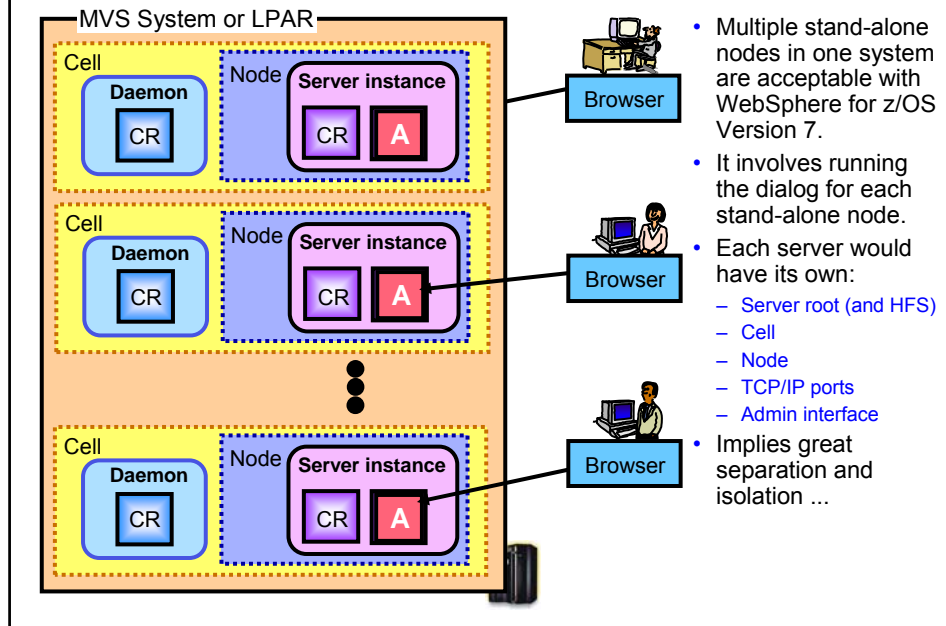 MVS System or LPAR
Cell
Daemon
CR
Node
Server instance
CR
A
Browser
Cell
Daemon
CR
Node
Server instance
CR
A
Browser
Cell
Daemon
CR
Node
Server instance
CR
A
Browser
• Multiple stand-alone
nodes in one system
are acceptable with
WebSphere for z/OS
Version 7.
• It involves running
the dialog for each
stand-alone node.
• Each server would
have its own:
– Server root (and HFS)
– Cell
– Node
– TCP/IP ports
– Admin interface
• Implies great
separation and
isolation ...